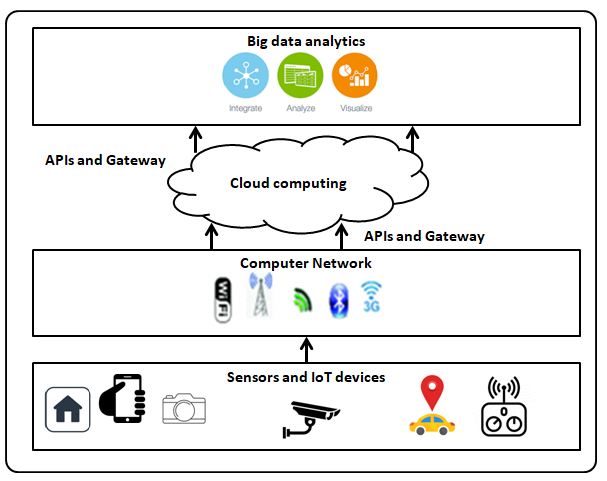 Big data analytics
Integrate
Analyze
Visualize
APIs and Gateway
Cloud computing
APIs and Gateway
Computer Network
WiFi
3G
Sensors and IoT devices